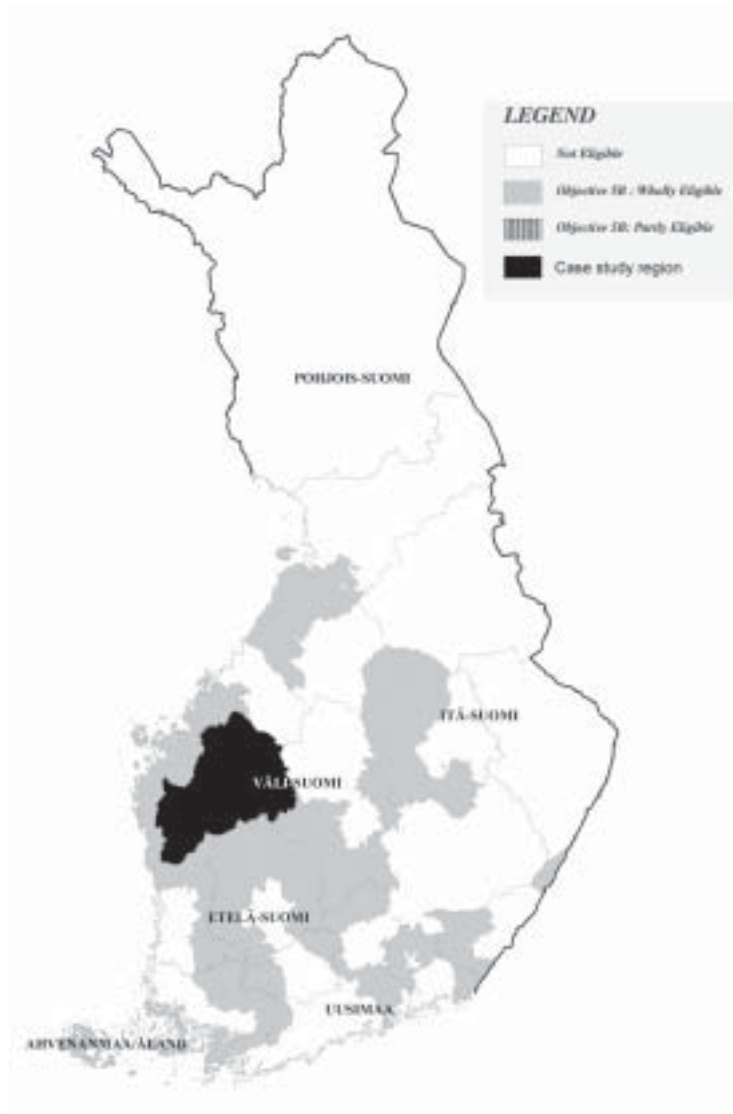 LEGEND
Not Eligible
Objective 5B : Wholly Eligible
Objective 5B: Partly Eligible
Case study region
POHJOIS-SUOMI
ITÄ-SUOMI
VÄLI-SUOMI
ETELÄ-SUOMI
UUSIMAA
AHVENANMAA/ÅLAND